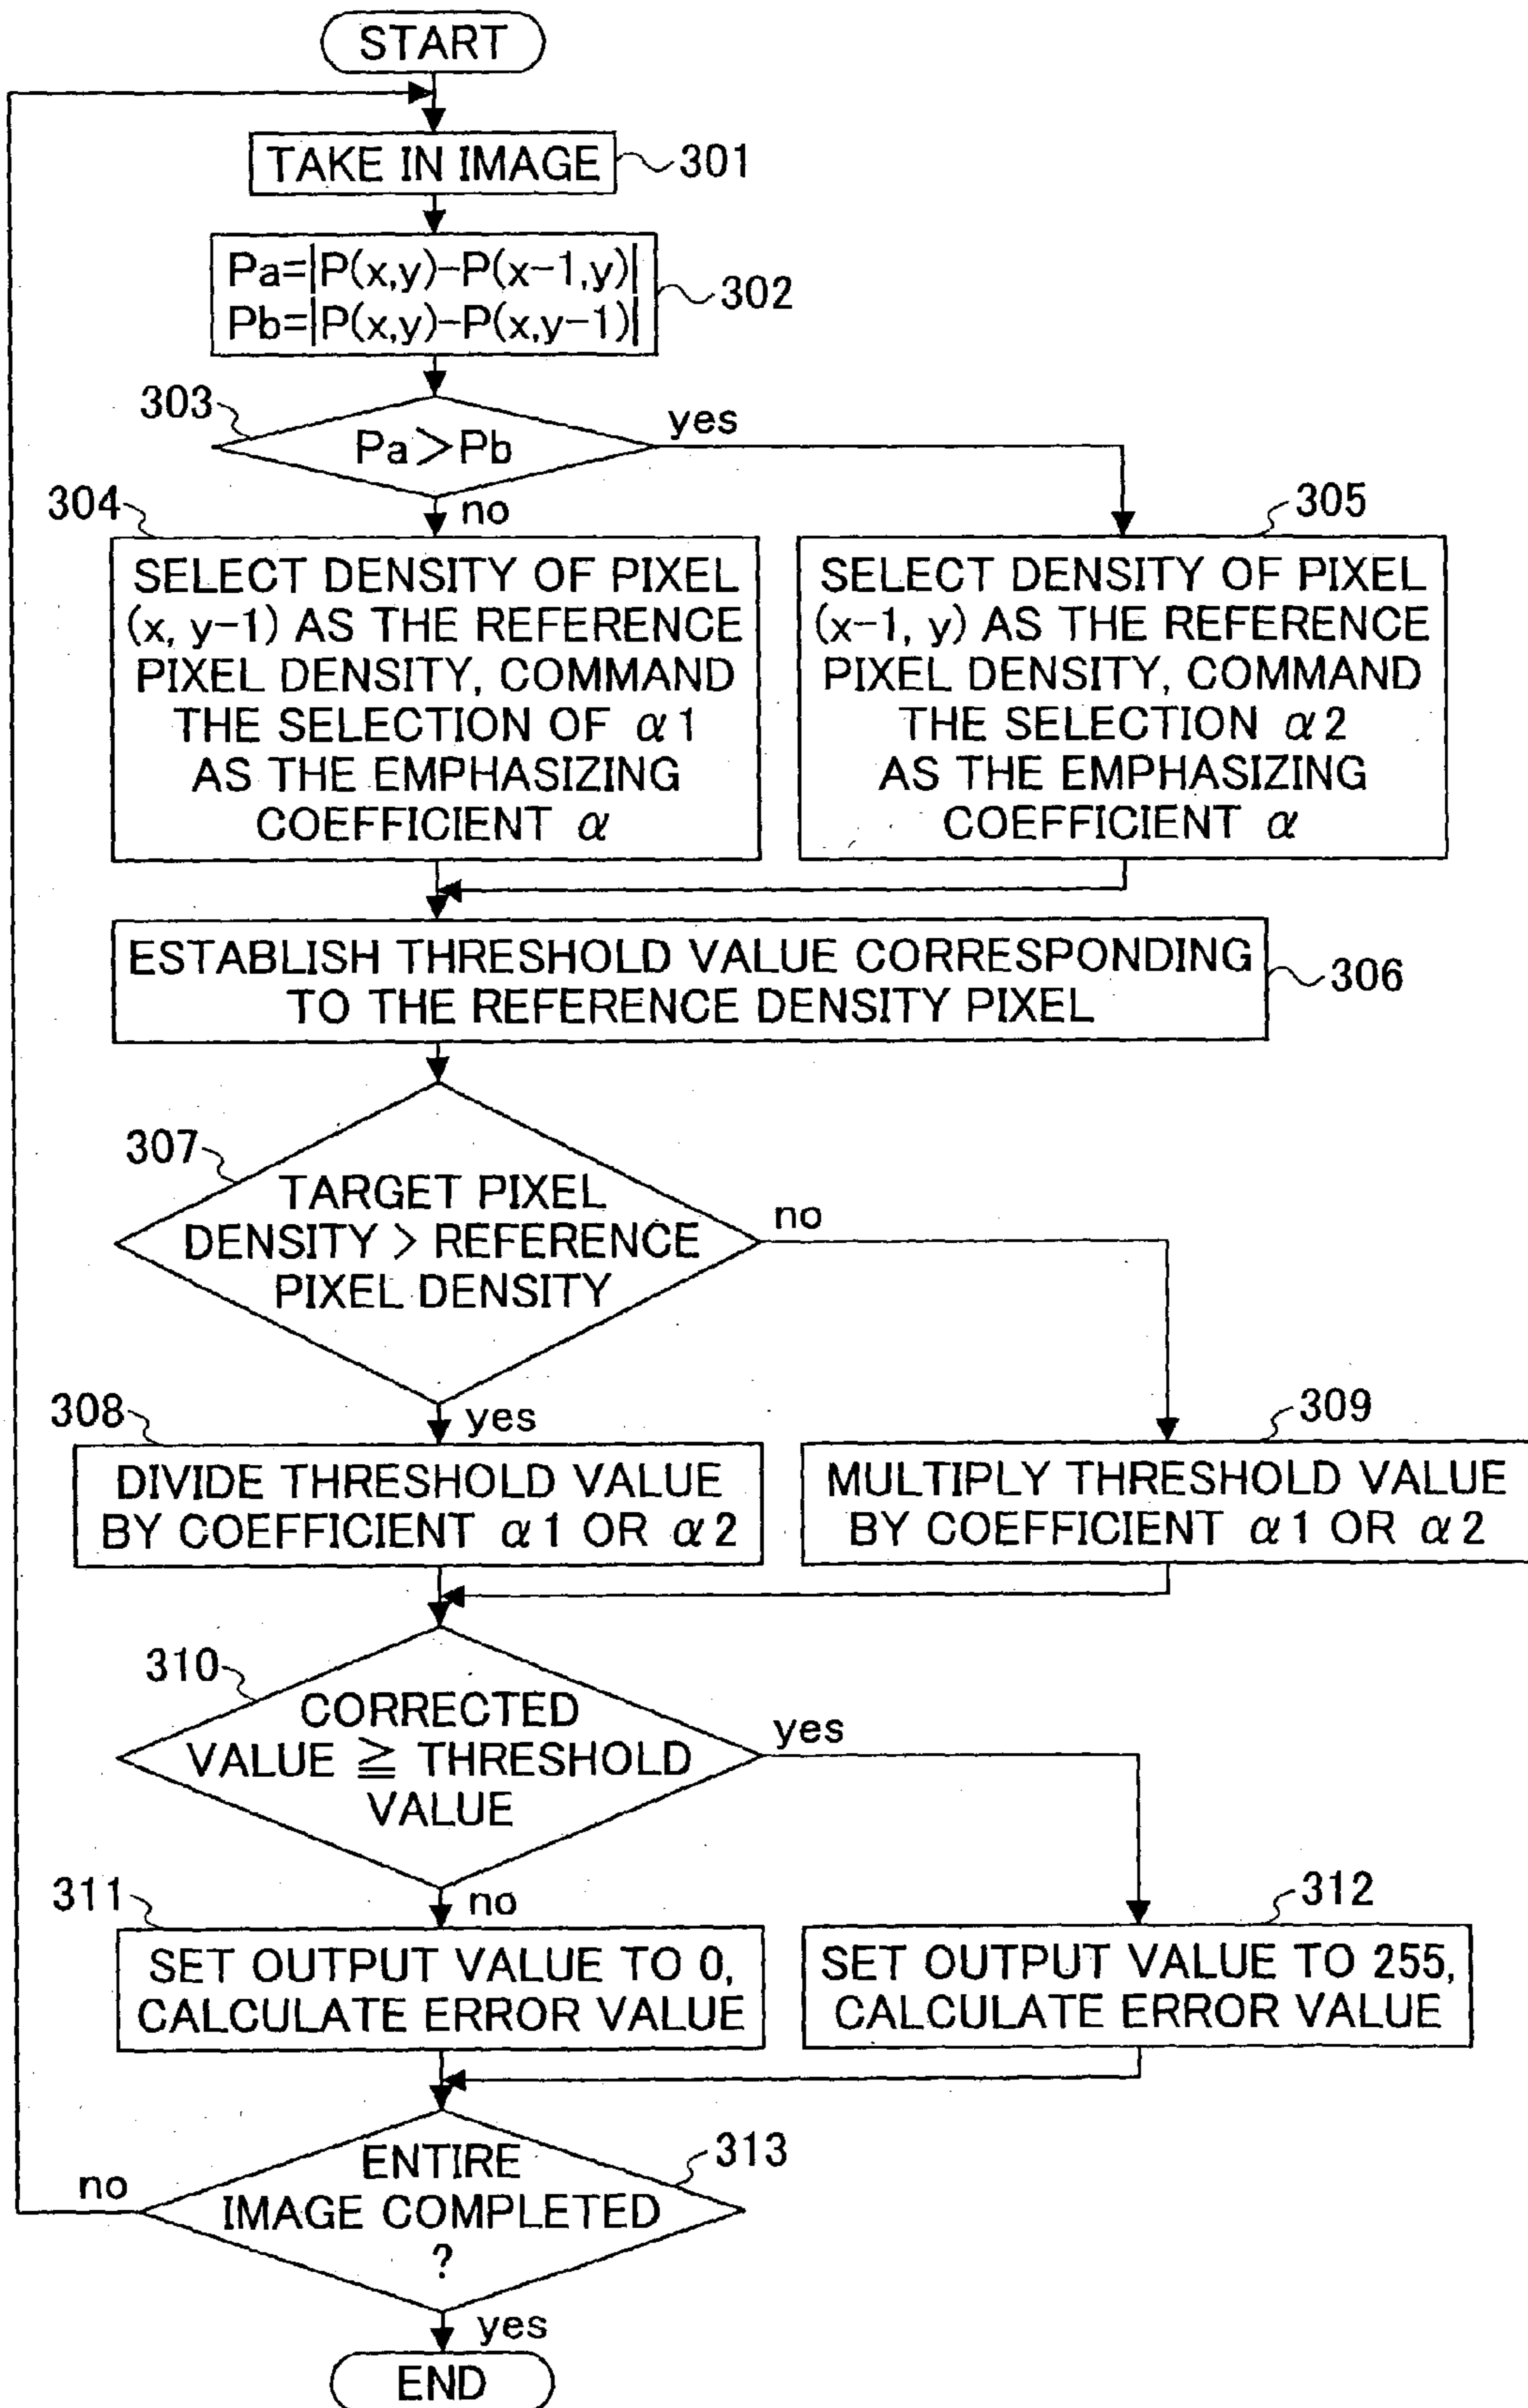 START
TAKE IN IMAGE
301
Pa=|P(x,y)-P(x-1,y)|
Pb=|P(x,y)-P(x,y-1)|
302
303
Pa>Pb
yes
no
304
SELECT DENSITY OF PIXEL
(x, y-1) AS THE REFERENCE
PIXEL DENSITY, COMMAND
THE SELECTION OF α1
AS THE EMPHASIZING
COEFFICIENT α
305
SELECT DENSITY OF PIXEL
(x-1, y) AS THE REFERENCE
PIXEL DENSITY, COMMAND
THE SELECTION α2
AS THE EMPHASIZING
COEFFICIENT α
ESTABLISH THRESHOLD VALUE CORRESPONDING
TO THE REFERENCE DENSITY PIXEL
306
307
TARGET PIXEL
DENSITY > REFERENCE
PIXEL DENSITY
no
yes
308
DIVIDE THRESHOLD VALUE
BY COEFFICIENT α1 OR α2
309
MULTIPLY THRESHOLD VALUE
BY COEFFICIENT α1 OR α2
310
CORRECTED
VALUE ≧ THRESHOLD
VALUE
yes
no
311
SET OUTPUT VALUE TO 0,
CALCULATE ERROR VALUE
312
SET OUTPUT VALUE TO 255,
CALCULATE ERROR VALUE
313
ENTIRE
IMAGE COMPLETED
?
no
yes
END